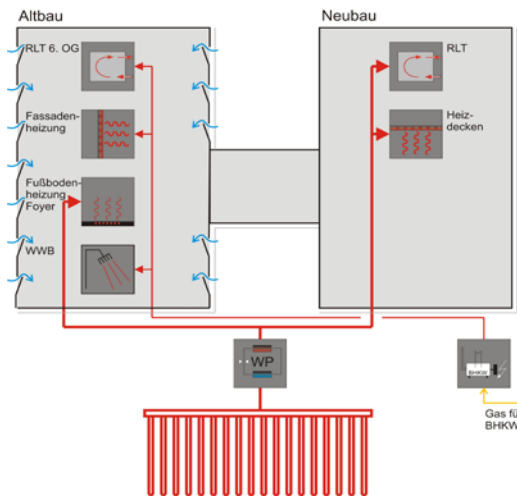 Altbau
Neubau
RLT 6. OG
RLT
Fassaden-
heizung
Heiz-
decken
Fußboden-
heizung
Foyer
WWB
WP
BHKW
Gas fü
BHKW